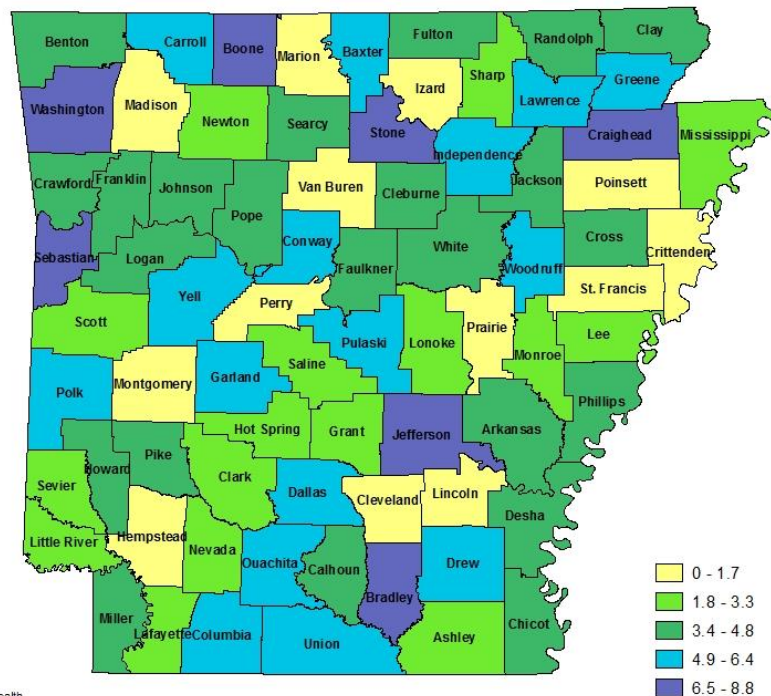 Benton
Carroll
Boone
Marion
Baxter
Fulton
Randolph
Clay
Washington
Madison
Newton
Searcy
Stone
Izard
Sharp
Lawrence
Greene
Independence
Craighead
Mississippi
Crawford
Franklin
Johnson
Pope
Van Buren
Cleburne
Jackson
Poinsett
Sebastian
Logan
Conway
Faulkner
White
Woodruff
Cross
Crittenden
Scott
Yell
Perry
Pulaski
Lonoke
Prairie
Monroe
St. Francis
Lee
Polk
Montgomery
Garland
Saline
Phillips
Hot Spring
Grant
Jefferson
Arkansas
Sevier
Howard
Pike
Clark
Dallas
Cleveland
Lincoln
Desha
Little River
Hempstead
Nevada
Ouachita
Calhoun
Bradley
Drew
Miller
Lafayette
Columbia
Union
Ashley
Chicot
0 - 1.7
1.8 - 3.3
3.4 - 4.8
4.9 - 6.4
6.5 - 8.8